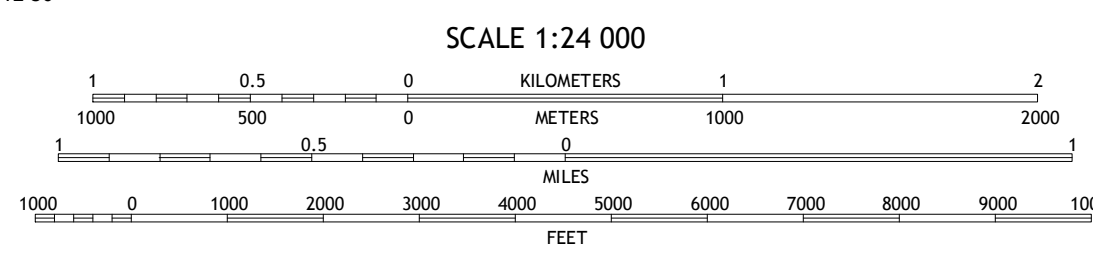 SCALE 1:24 000
1 0.5 0 KILOMETERS 1 2
1000 500 0 METERS 1000 2000
1 0.5 0 1
MILES
1000 0 1000 2000 3000 4000 5000 6000 7000 8000 9000 100
FEET